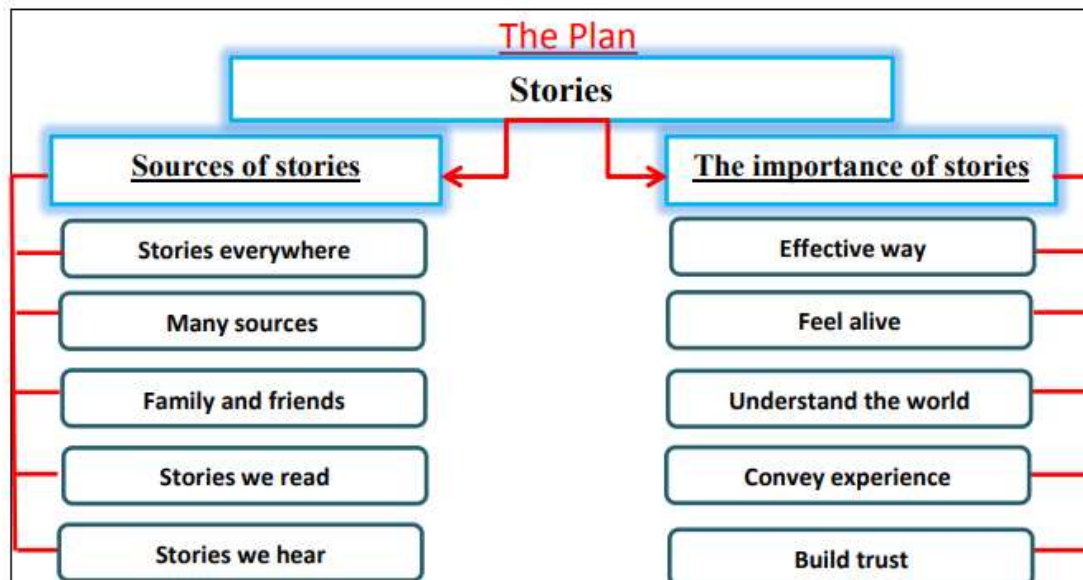 The Plan
Stories
Sources of stories
Stories everywhere
Many sources
Family and friends
Stories we read
Stories we hear
The importance of stories
Effective way
Feel alive
Understand the world
Convey experience
Build trust